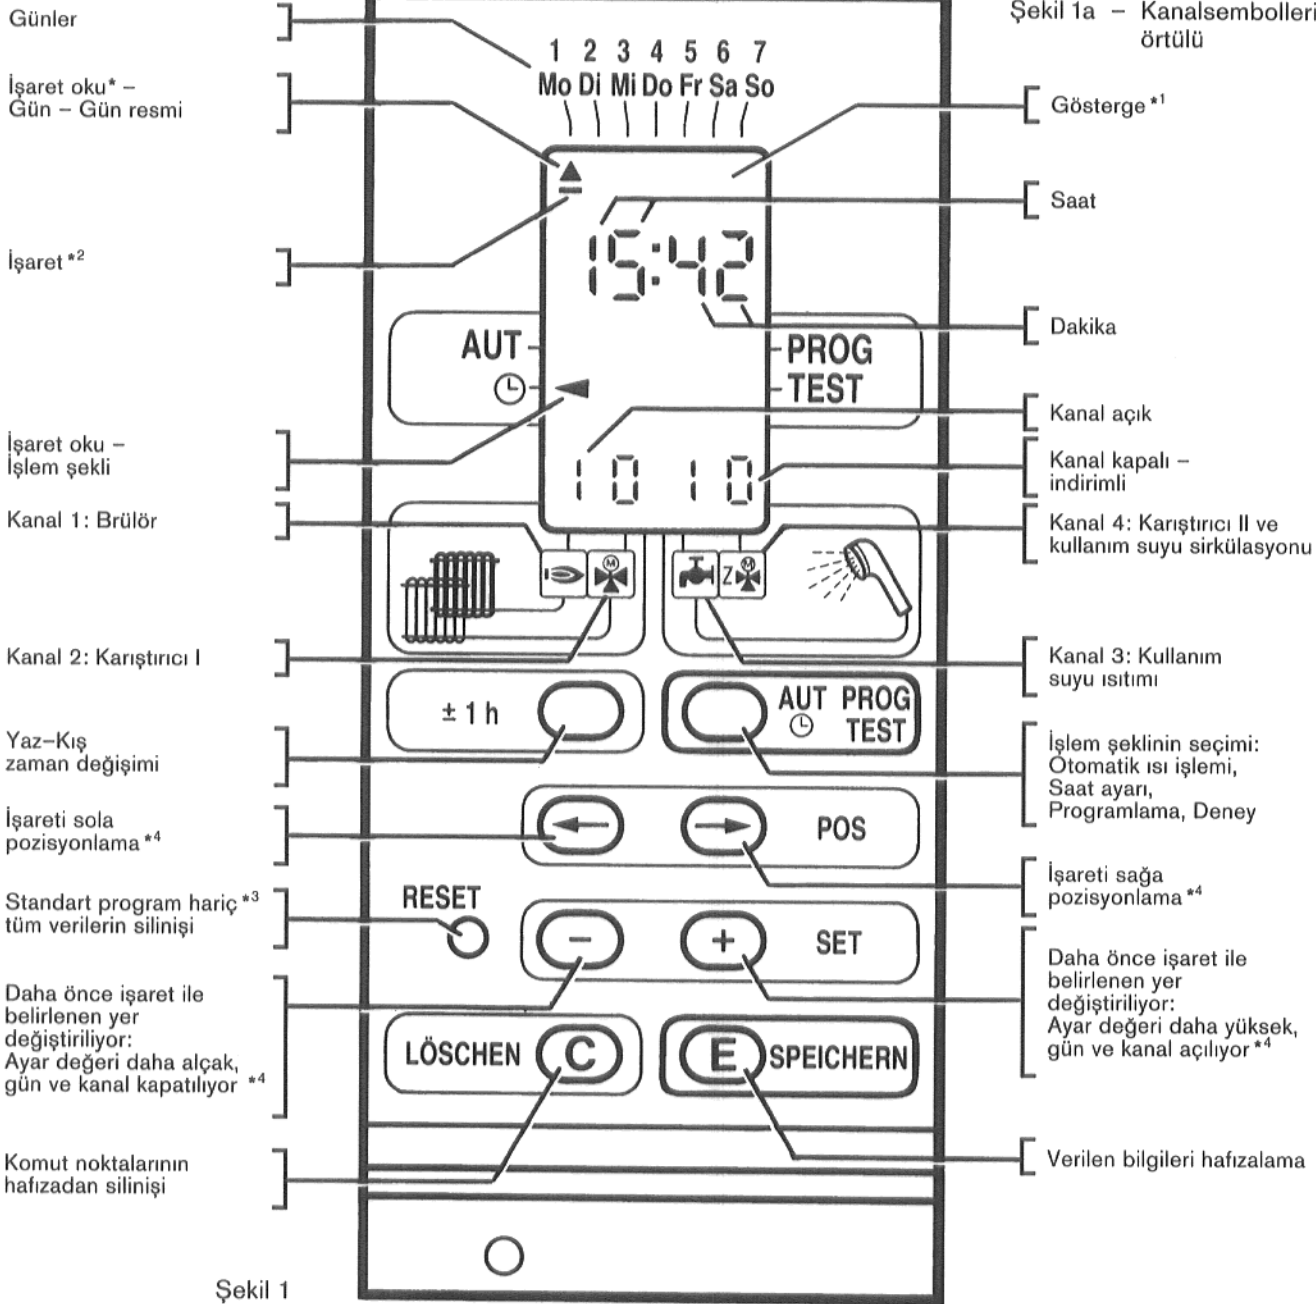 Günler
İşaret oku* –
Gün – Gün resmi
İşaret *2
İşaret oku –
İşlem şekli
Kanal 1: Brülör
Kanal 2: Karıştırıcı I
Yaz–Kış
zaman değişimi
İşareti sola
pozisyonlama *4
Standart program hariç *3
tüm verilerin silinişi
Daha önce işaret ile
belirlenen yer
değiştiriliyor:
Ayar değeri daha alçak,
gün ve kanal kapatılıyor *4
Komut noktalarının
hafızadan silinişi
Şekil 1
1 2 3 4 5 6 7
Mo Di Mi Do Fr Sa So
15:42
AUT
PROG
TEST
1 0 1 0
M
Z M
± 1 h
AUT PROG
TEST
POS
RESET
– + SET
LÖSCHEN C
E SPEICHERN
Şekil 1a – Kanalsembolleri
örtülü
Gösterge *1
Saat
Dakika
Kanal açık
Kanal kapalı –
indirimli
Kanal 4: Karıştırıcı II ve
kullanım suyu sirkülasyonu
Kanal 3: Kullanım
suyu ısıtımı
İşlem şeklinin seçimi:
Otomatik ısı işlemi,
Saat ayarı,
Programlama, Deney
İşareti sağa
pozisyonlama *4
Daha önce işaret ile
belirlenen yer
değiştiriliyor:
Ayar değeri daha yüksek,
gün ve kanal açılıyor *4
Verilen bilgileri hafızalama